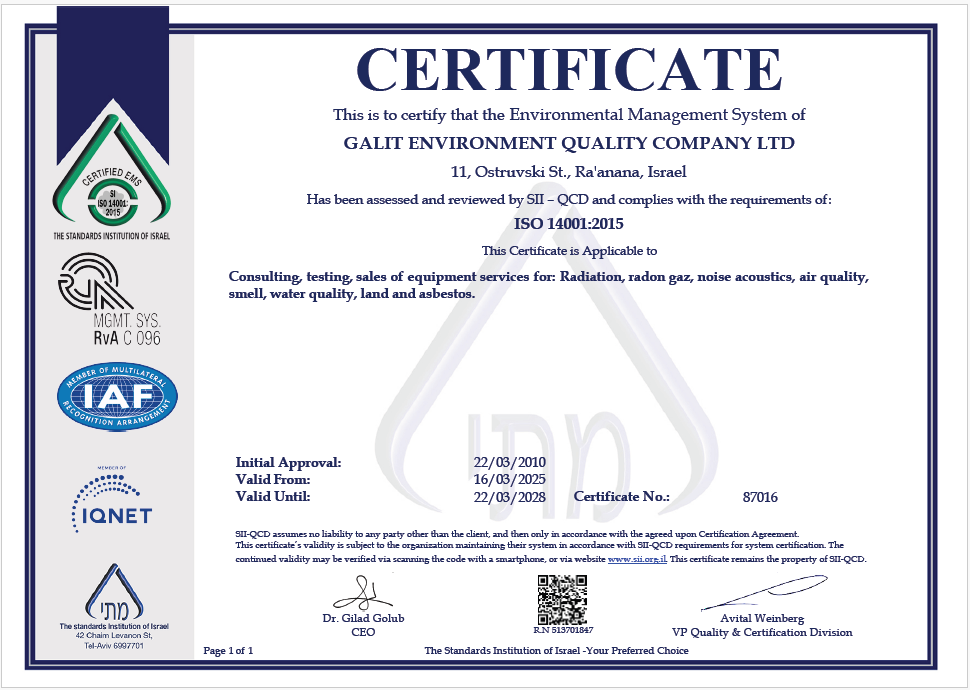 CERTIFICATE
This is to certify that the Environmental Management System of
GALIT ENVIRONMENT QUALITY COMPANY LTD
11, Ostruvski St., Ra'anana, Israel
Has been assessed and reviewed by SII – QCD and complies with the requirements of:
ISO 14001:2015
This Certificate is Applicable to
Consulting, testing, sales of equipment services for: Radiation, radon gaz, noise acoustics, air quality,
smell, water quality, land and asbestos.
CERTIFIED EMS
SI
ISO 14001:
2015
THE STANDARDS INSTITUTION OF ISRAEL
MGMT. SYS.
RvA C 096
MEMBER OF MULTILATERAL
IAF
RECOGNITION ARRANGEMENT
MEMBER OF
IQNET
מתי
The standards Institution of Israel
42 Chaim Levanon St,
Tel-Aviv 6997701
מתי
Initial Approval: 22/03/2010
Valid From: 16/03/2025
Valid Until: 22/03/2028 Certificate No.: 87016
SII-QCD assumes no liability to any party other than the client, and then only in accordance with the agreed upon Certification Agreement.
This certificate's validity is subject to the organization maintaining their system in accordance with SII-QCD requirements for system certification. The
continued validity may be verified via scanning the code with a smartphone, or via website www.sii.org.il. This certificate remains the property of SII-QCD.
Dr. Gilad Golub
CEO
R.N 513701847
Avital Weinberg
VP Quality & Certification Division
Page 1 of 1
The Standards Institution of Israel -Your Preferred Choice